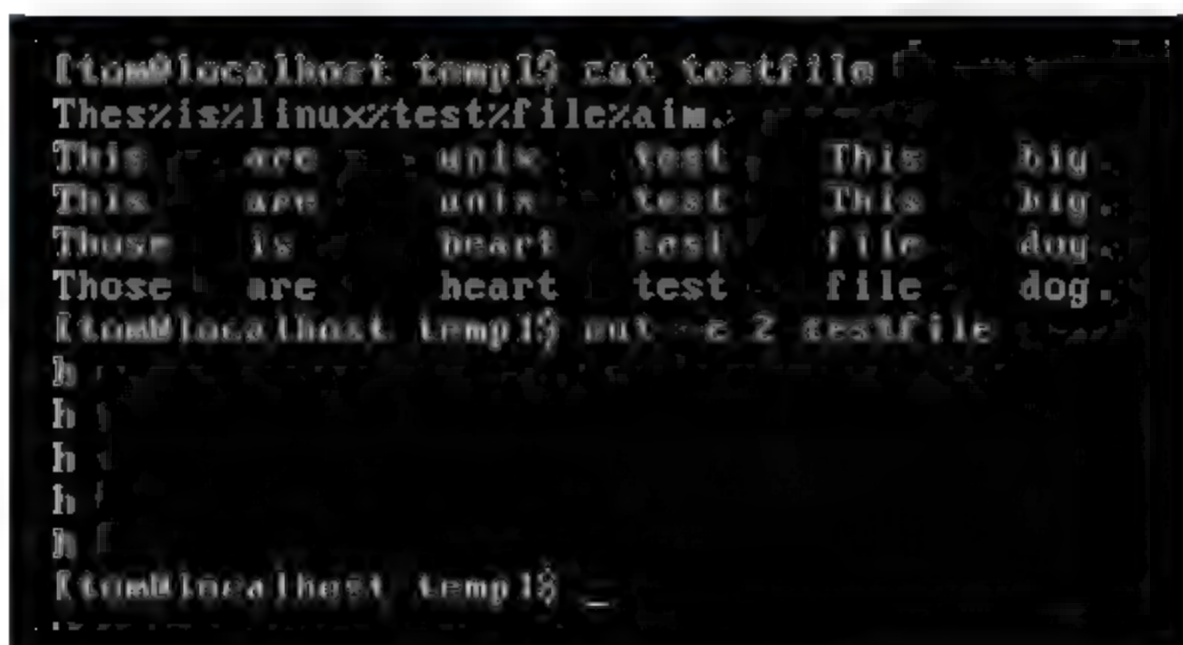 [tom@localhost temp]$ cat testfile
Thes%is%linux%test%file%aim.
This are unix test This big.
This are unix test This big.
Those is heart test file dog.
Those are heart test file dog.
[tom@localhost temp]$ cut -c 2 testfile
h
h
h
h
h
[tom@localhost temp]$ _